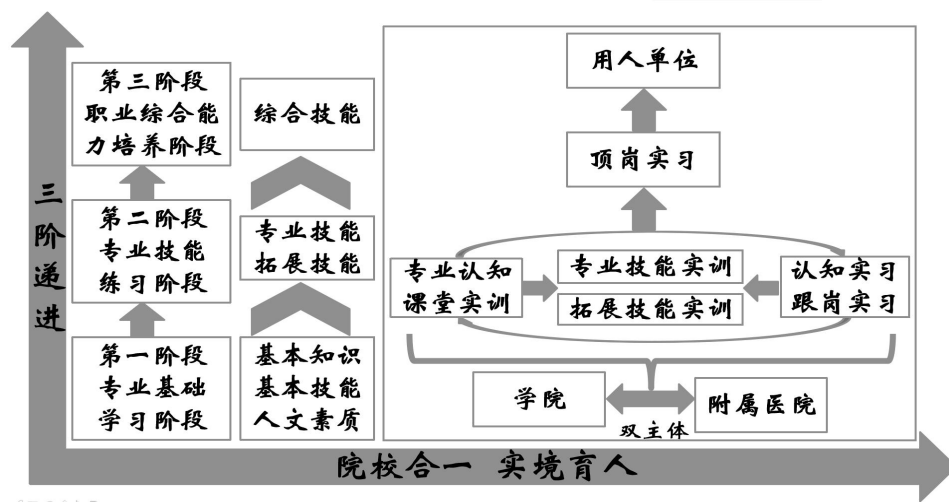 三
阶
递
进
第三阶段
职业综合能
力培养阶段
第二阶段
专业技能
练习阶段
第一阶段
专业基础
学习阶段
综合技能
专业技能
拓展技能
基本知识
基本技能
人文素质
用人单位
顶岗实习
专业认知
课堂实训
专业技能实训
拓展技能实训
认知实习
跟岗实习
学院
附属医院
双主体
院校合一 实境育人